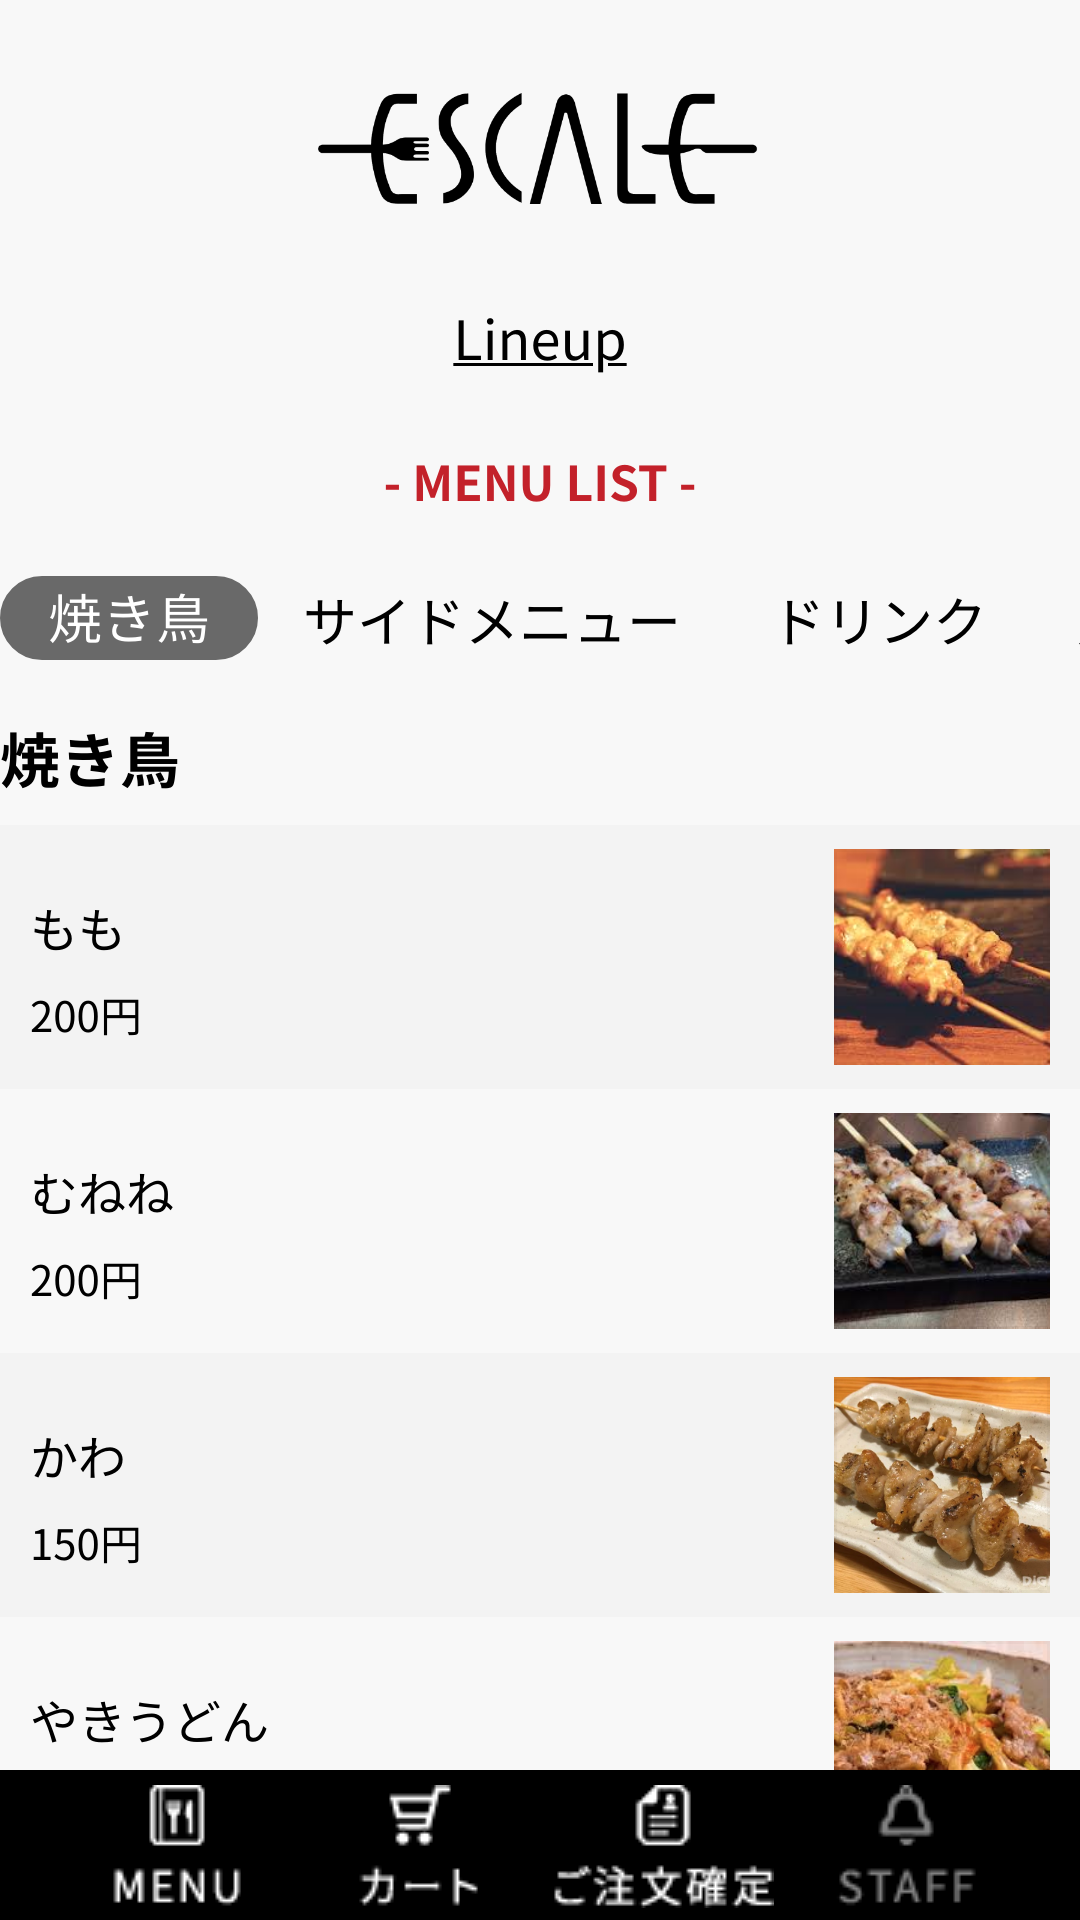 ESCALE
Lineup
- MENU LIST -
焼き鳥 サイドメニュー ドリンク
焼き鳥
もも
200円
むねね
200円
かわ
150円
やきうどん
MENU カート ご注文確定 STAFF